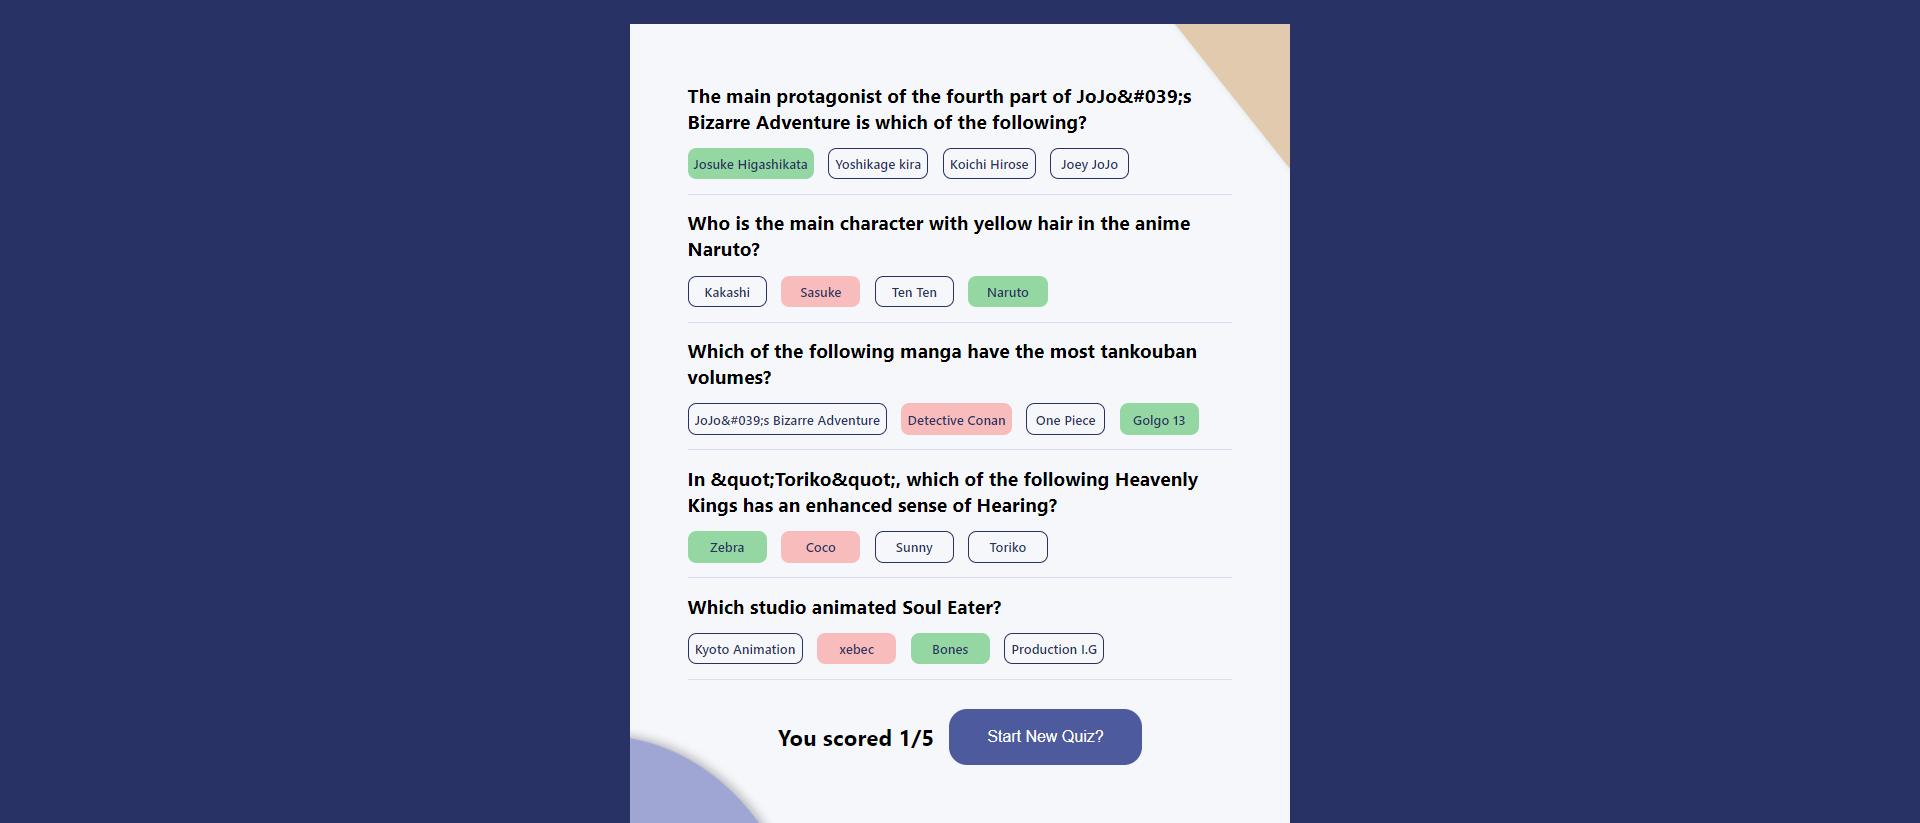 The main protagonist of the fourth part of JoJo&#039;s
Bizarre Adventure is which of the following?
Josuke Higashikata Yoshikage kira Koichi Hirose Joey JoJo
Who is the main character with yellow hair in the anime
Naruto?
Kakashi Sasuke Ten Ten Naruto
Which of the following manga have the most tankouban
volumes?
JoJo&#039;s Bizarre Adventure Detective Conan One Piece Golgo 13
In &quot;Toriko&quot;, which of the following Heavenly
Kings has an enhanced sense of Hearing?
Zebra Coco Sunny Toriko
Which studio animated Soul Eater?
Kyoto Animation xebec Bones Production I.G
You scored 1/5 Start New Quiz?